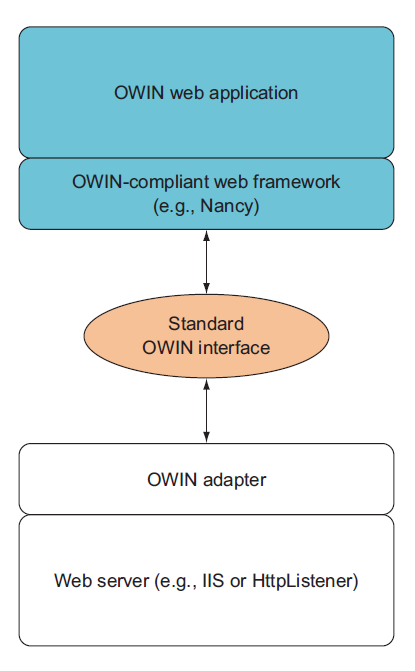 OWIN web application
OWIN-compliant web framework
(e.g., Nancy)
Standard
OWIN interface
OWIN adapter
Web server (e.g., IIS or HttpListener)